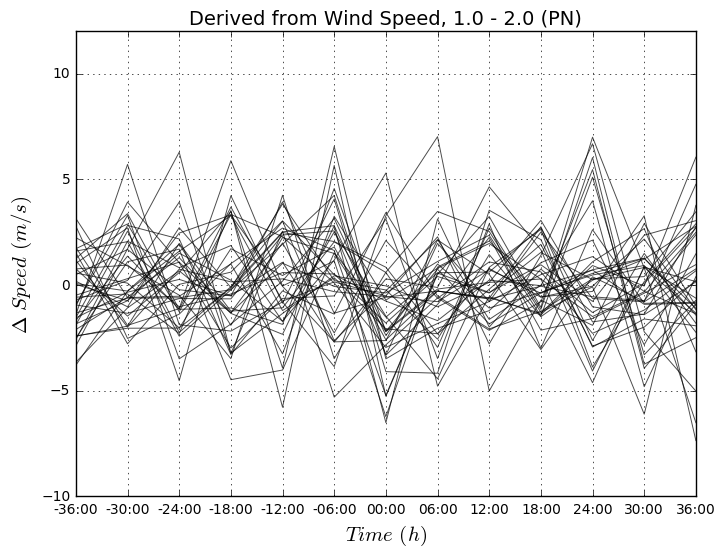 Derived from Wind Speed, 1.0 - 2.0 (PN)
10
5
0
−5
−10
Δ Speed (m/s)
-36:00 -30:00 -24:00 -18:00 -12:00 -06:00 00:00 06:00 12:00 18:00 24:00 30:00 36:00
Time (h)